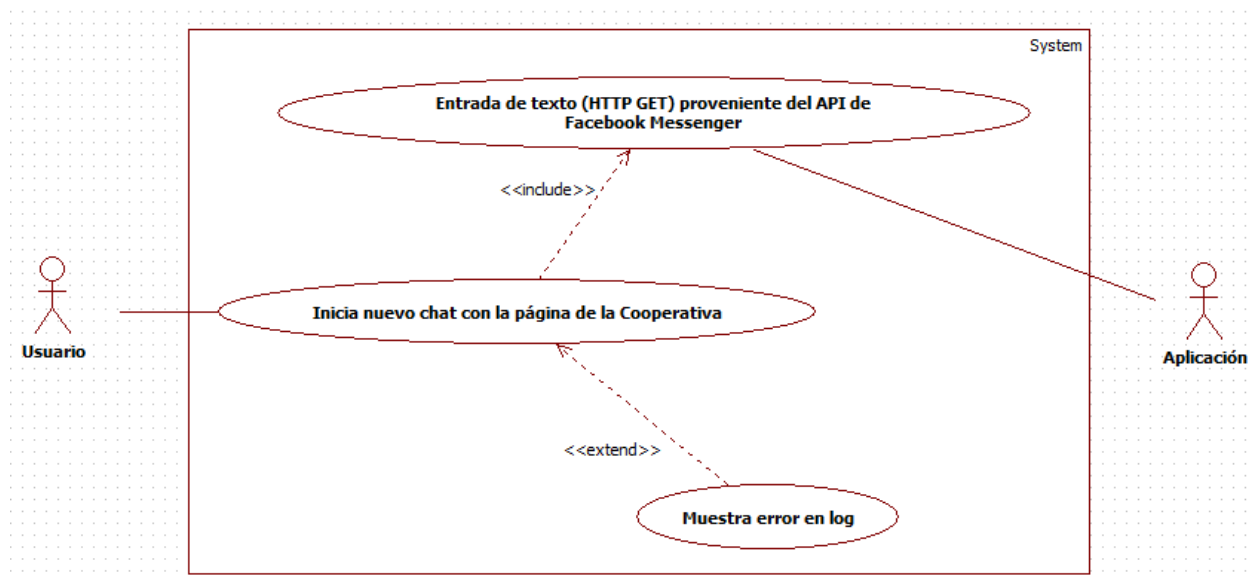 System
Entrada de texto (HTTP GET) proveniente del API de
Facebook Messenger
<<include>>
Inicia nuevo chat con la página de la Cooperativa
Usuario
Aplicación
<<extend>>
Muestra error en log